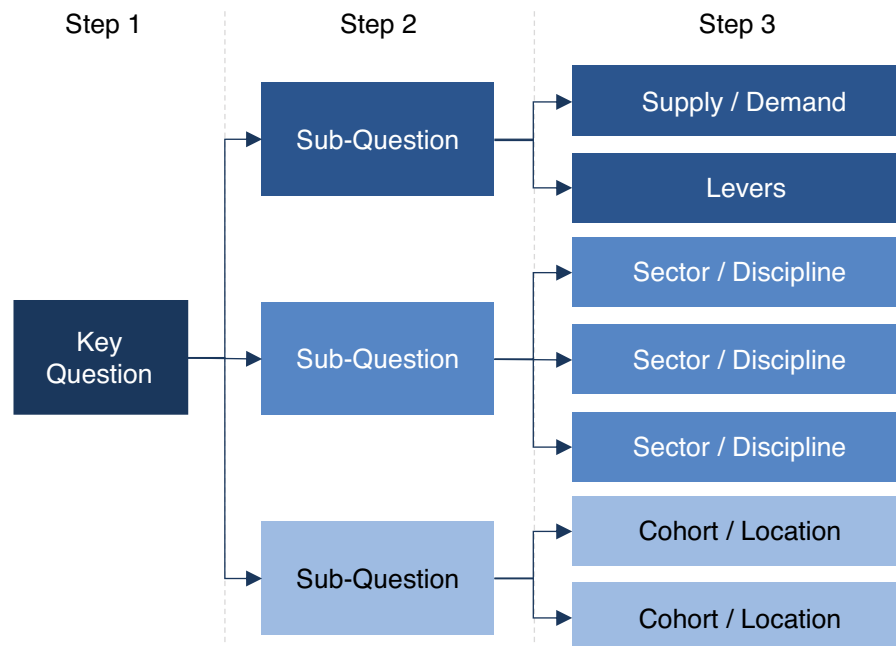 Step 1
Step 2
Step 3
Key
Question
Sub-Question
Supply / Demand
Levers
Sub-Question
Sector / Discipline
Sector / Discipline
Sector / Discipline
Sub-Question
Cohort / Location
Cohort / Location